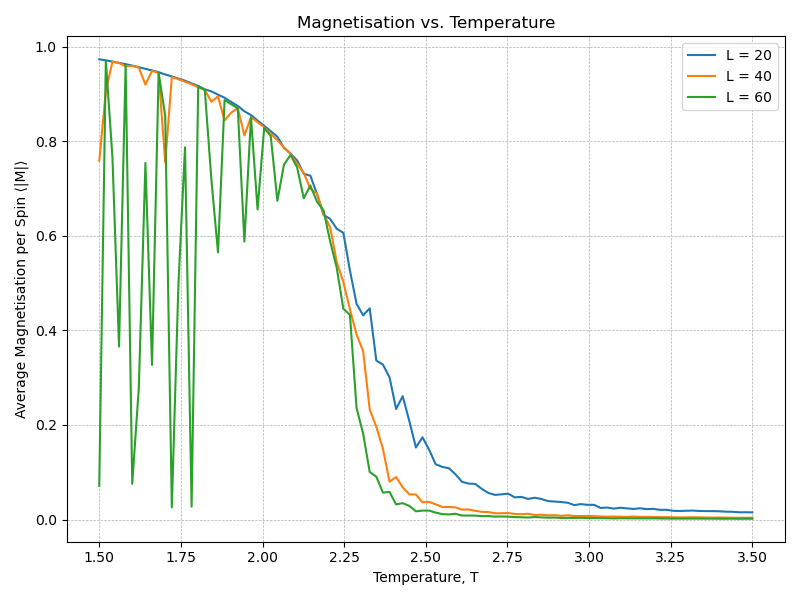 Magnetisation vs. Temperature
L = 20
L = 40
L = 60
Average Magnetisation per Spin ⟨|M|⟩
1.0
0.8
0.6
0.4
0.2
0.0
1.50 1.75 2.00 2.25 2.50 2.75 3.00 3.25 3.50
Temperature, T